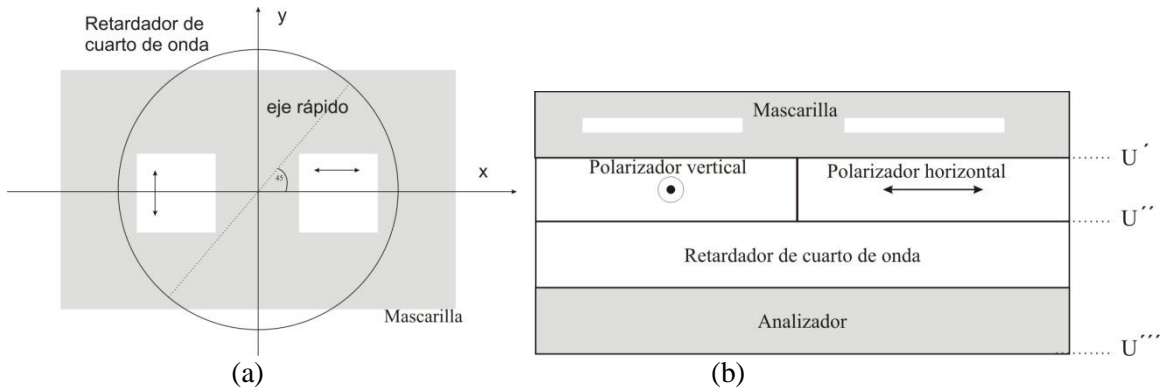 Retardador de
cuarto de onda
y
eje rápido
x
45
Mascarilla
(a)
Mascarilla
U´
Polarizador vertical
Polarizador horizontal
U´´
Retardador de cuarto de onda
Analizador
U´´´
(b)